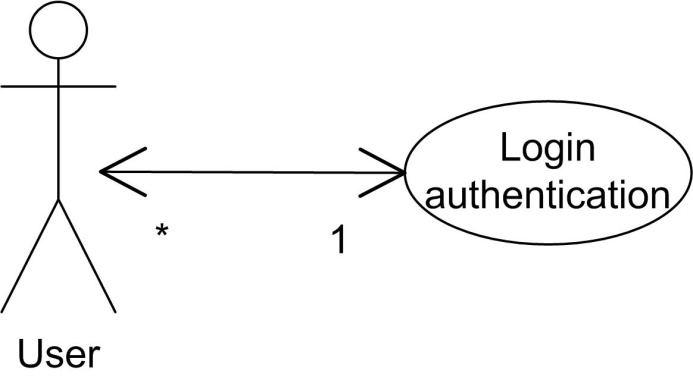 Login
authentication
* 1
User